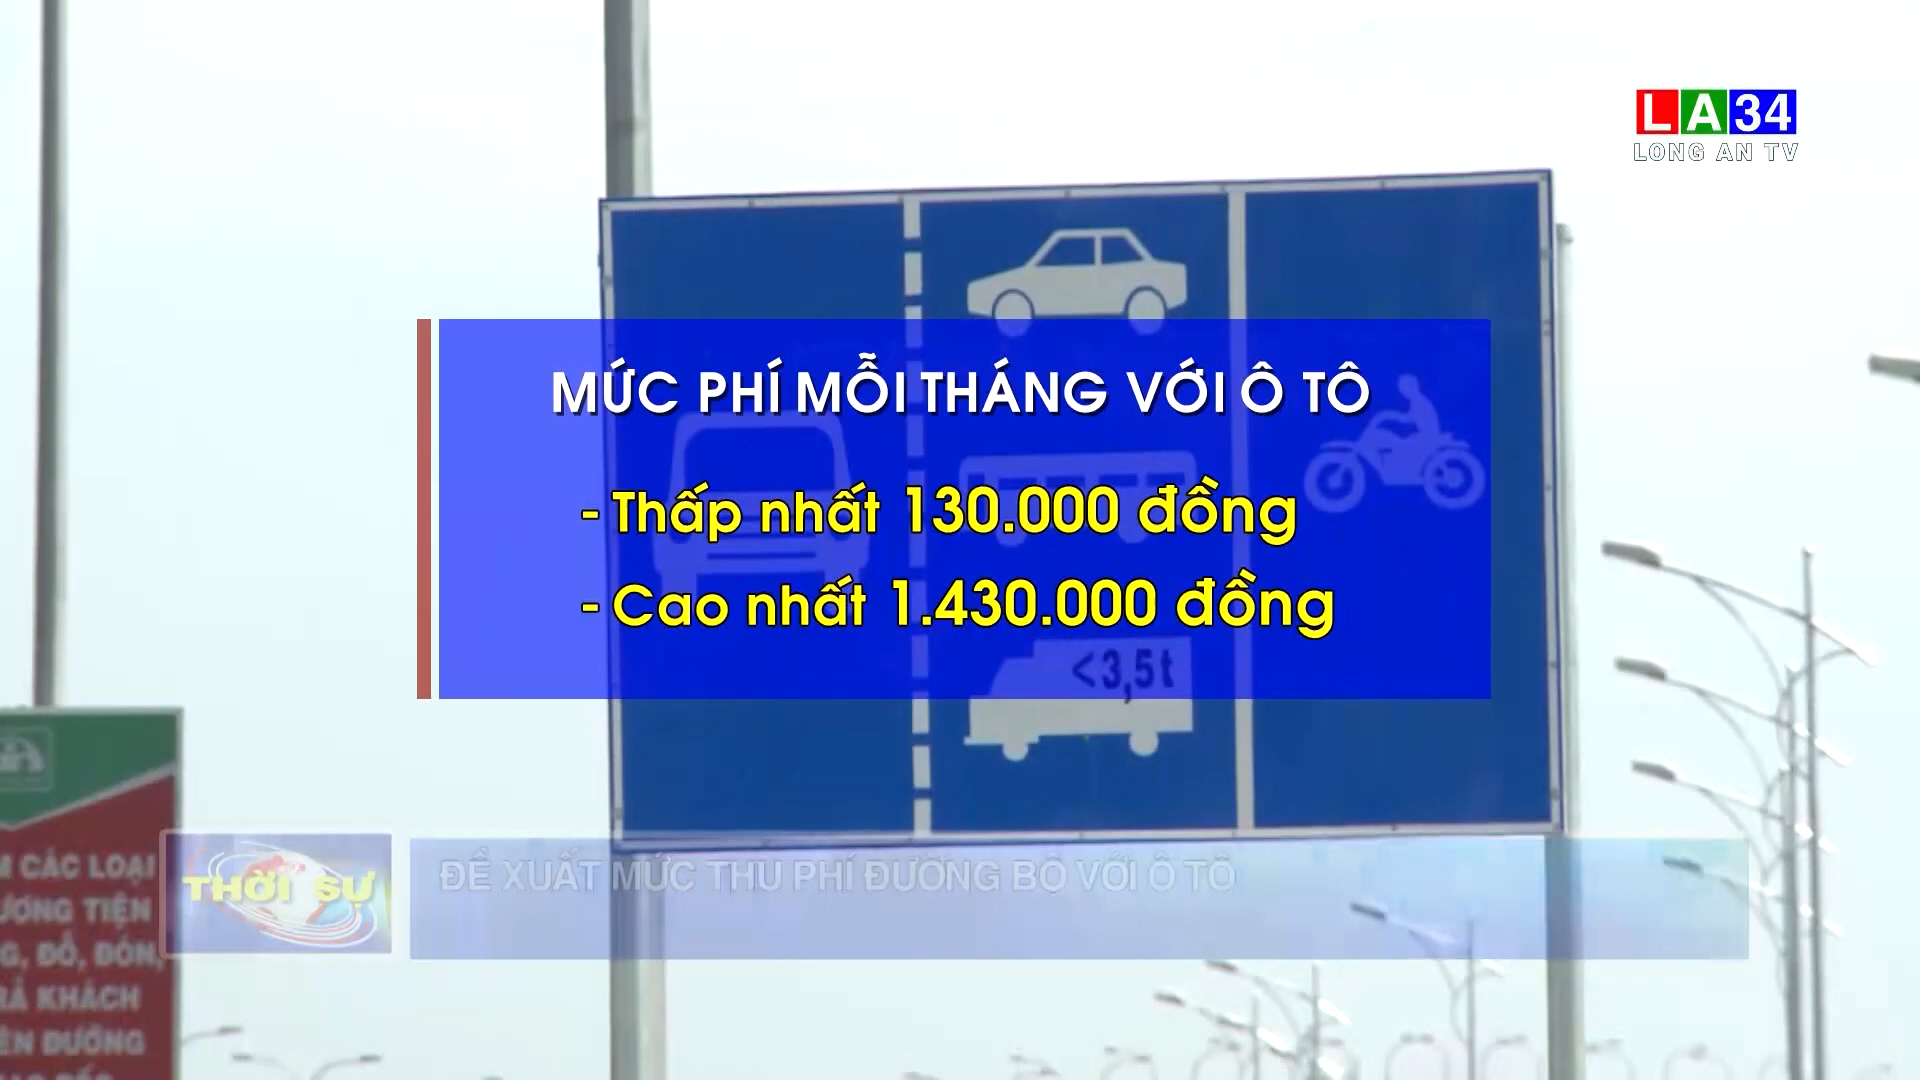 LA34
LONG AN TV
MỨC PHÍ MỖI THÁNG VỚI Ô TÔ
- Thấp nhất 130.000 đồng
- Cao nhất 1.430.000 đồng
<3,5t
THỜI SỰ
ĐỀ XUẤT MỨC THU PHÍ ĐƯỜNG BỘ VỚI Ô TÔ
CÁC LOẠI
TIỆN
ĐỖ, ĐÓN,
KHÁCH
ĐƯỜNG